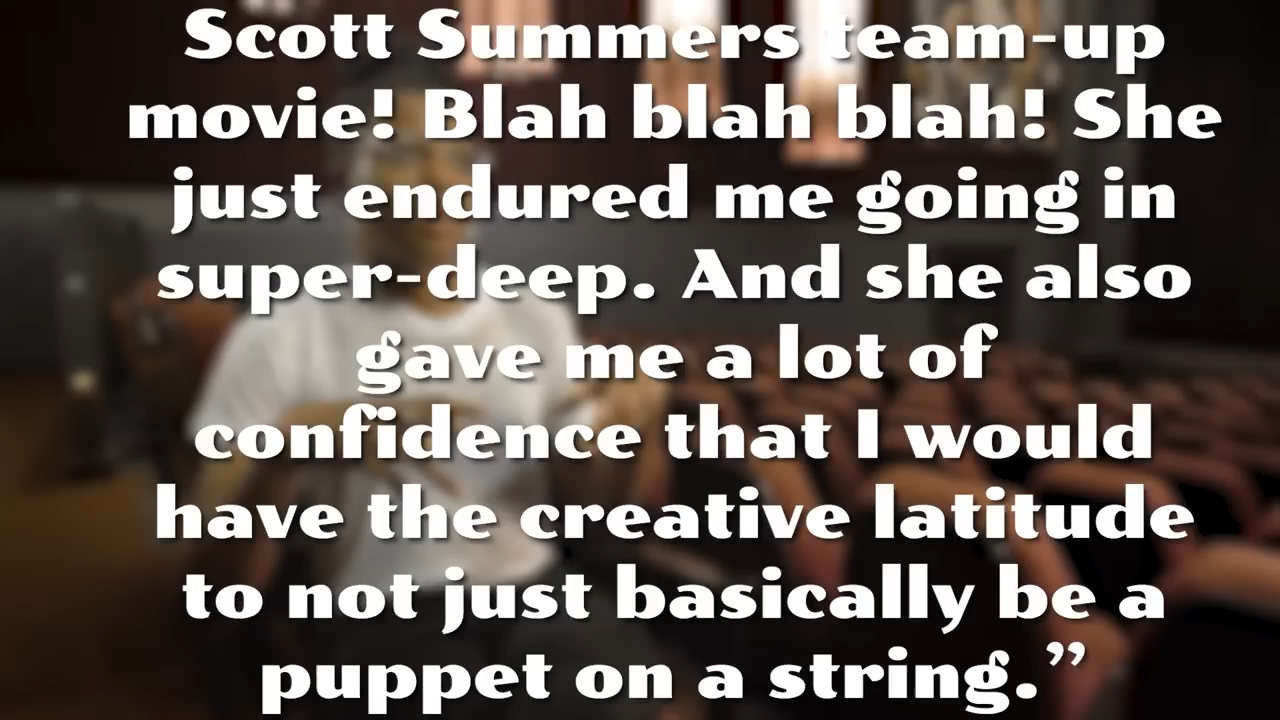 Scott Summers team-up
movie! Blah blah blah! She
just endured me going in
super-deep. And she also
gave me a lot of
confidence that I would
have the creative latitude
to not just basically be a
puppet on a string.”